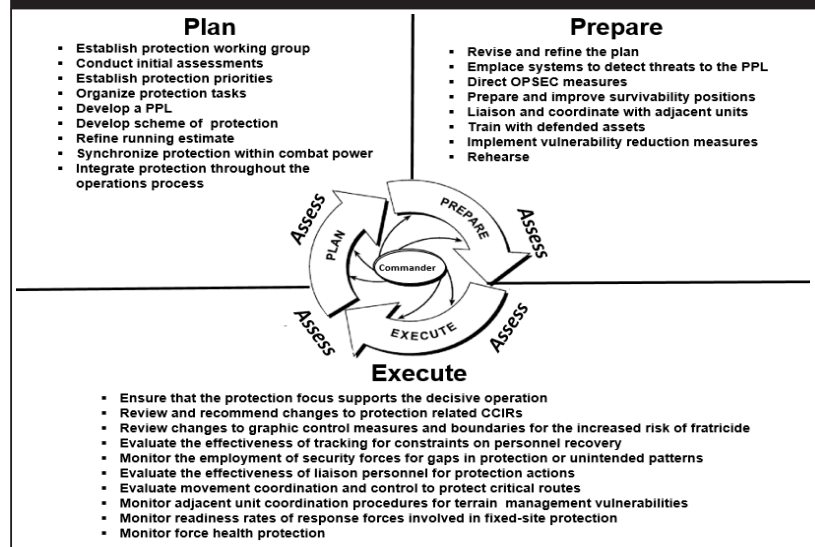 Plan
▪ Establish protection working group
▪ Conduct initial assessments
▪ Establish protection priorities
▪ Organize protection tasks
▪ Develop a PPL
▪ Develop scheme of protection
▪ Refine running estimate
▪ Synchronize protection within combat power
▪ Integrate protection throughout the
operations process
Prepare
▪ Revise and refine the plan
▪ Emplace systems to detect threats to the PPL
▪ Direct OPSEC measures
▪ Prepare and improve survivability positions
▪ Liaison and coordinate with adjacent units
▪ Train with defended assets
▪ Implement vulnerability reduction measures
▪ Rehearse
Assess
PLAN
PREPARE
Assess
Commander
Assess
EXECUTE
Assess
Execute
▪ Ensure that the protection focus supports the decisive operation
▪ Review and recommend changes to protection related CCIRs
▪ Review changes to graphic control measures and boundaries for the increased risk of fratricide
▪ Evaluate the effectiveness of tracking for constraints on personnel recovery
▪ Monitor the employment of security forces for gaps in protection or unintended patterns
▪ Evaluate the effectiveness of liaison personnel for protection actions
▪ Evaluate movement coordination and control to protect critical routes
▪ Monitor adjacent unit coordination procedures for terrain management vulnerabilities
▪ Monitor readiness rates of response forces involved in fixed-site protection
▪ Monitor force health protection